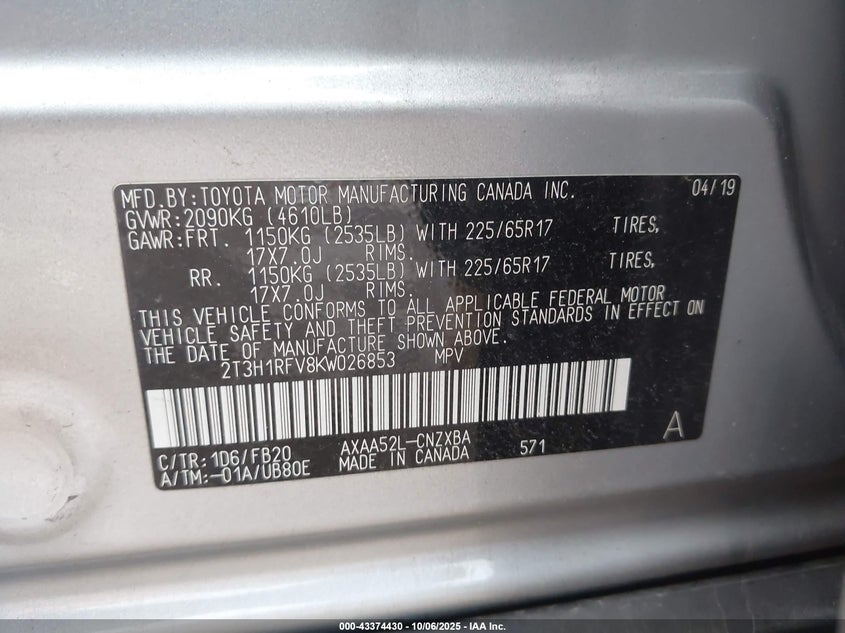 MFD.BY:TOYOTA MOTOR MANUFACTURING CANADA INC. 04/19
GVWR:2090KG (4610LB)
GAWR:FRT. 1150KG (2535LB) WITH 225/65R17 TIRES,
17X7.0J RIMS.
RR. 1150KG (2535LB) WITH 225/65R17 TIRES,
17X7.0J RIMS.
THIS VEHICLE CONFORMS TO ALL APPLICABLE FEDERAL MOTOR
VEHICLE SAFETY AND THEFT PREVENTION STANDARDS IN EFFECT ON
THE DATE OF MANUFACTURE SHOWN ABOVE.
2T3H1RFV8KW026853 MPV
C/TR:1D6/FB20 AXAA52L-CNZXBA 571 A
A/TM:-01A/UB80E MADE IN CANADA
000-43374430 - 10/06/2025 - IAA Inc.